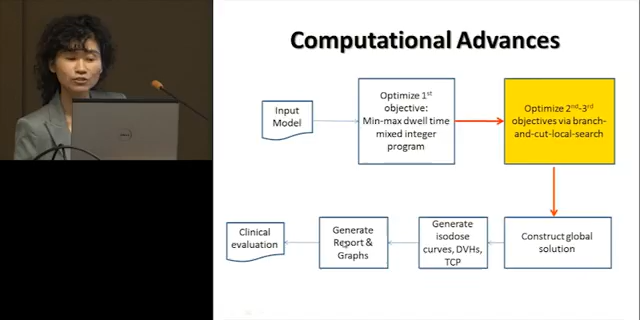 Computational Advances
Input
Model
Optimize 1st
objective:
Min-max dwell time
mixed integer
program
Optimize 2nd-3rd
objectives via branch-
and-cut-local-search
Clinical
evaluation
Generate
Report &
Graphs
Generate
isodose
curves, DVHs,
TCP
Construct global
solution
DELL